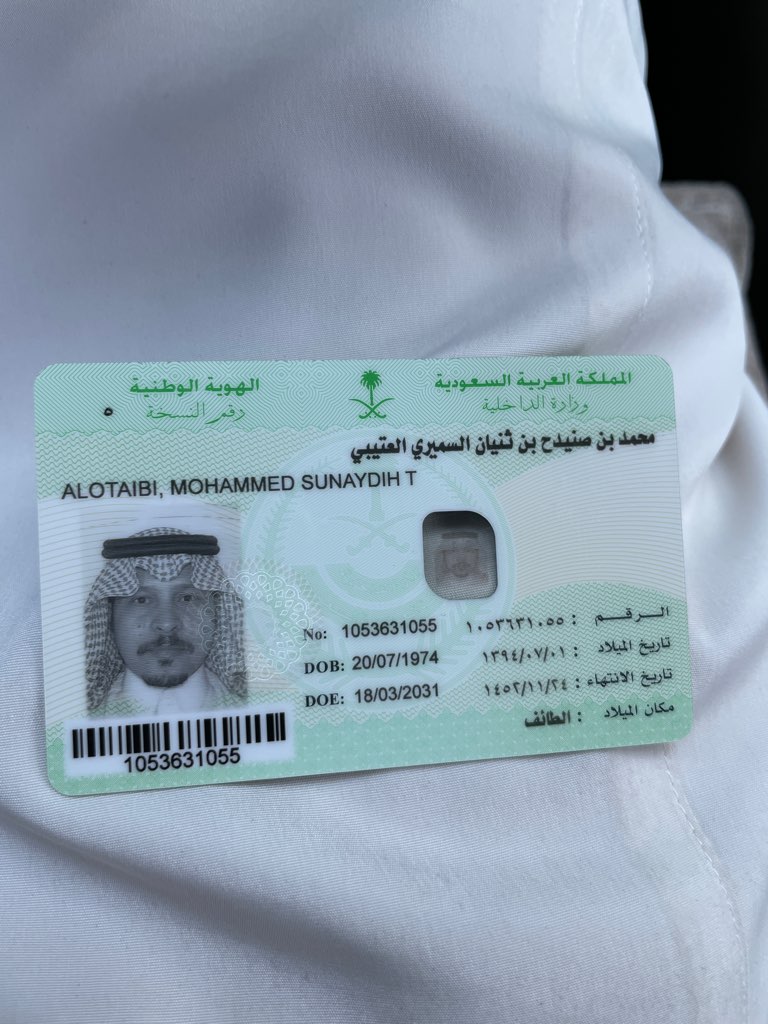 المملكة العربية السعودية
وزارة الداخلية
الهوية الوطنية
رقم النسخة
٥
محمد بن صنيدح بن ثنيان السميري العتيبي
ALOTAIBI, MOHAMMED SUNAYDIH T
No: 1053631055 الـرقـم : ١٠٥٣٦٣١٠٥٥
DOB: 20/07/1974 تاريخ الميلاد : ١٣٩٤/٠٧/٠١
DOE: 18/03/2031 تاريخ الانتهاء : ١٤٥٢/١١/٢٤
مكان الميلاد : الطائف
1053631055